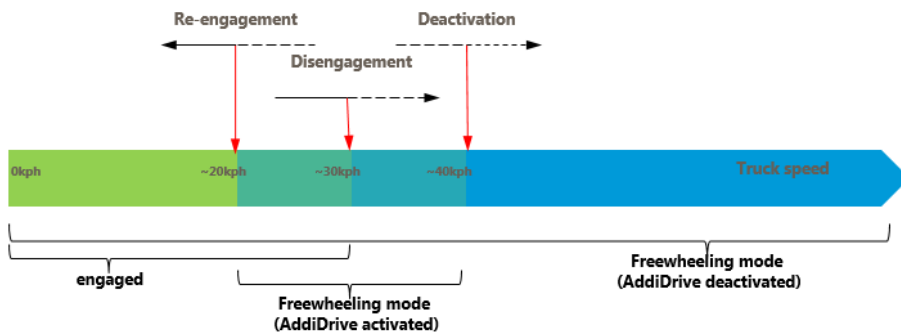 Re-engagement
Deactivation
Disengagement
0kph
~20kph
~30kph
~40kph
Truck speed
engaged
Freewheeling mode
(AddiDrive activated)
Freewheeling mode
(AddiDrive deactivated)